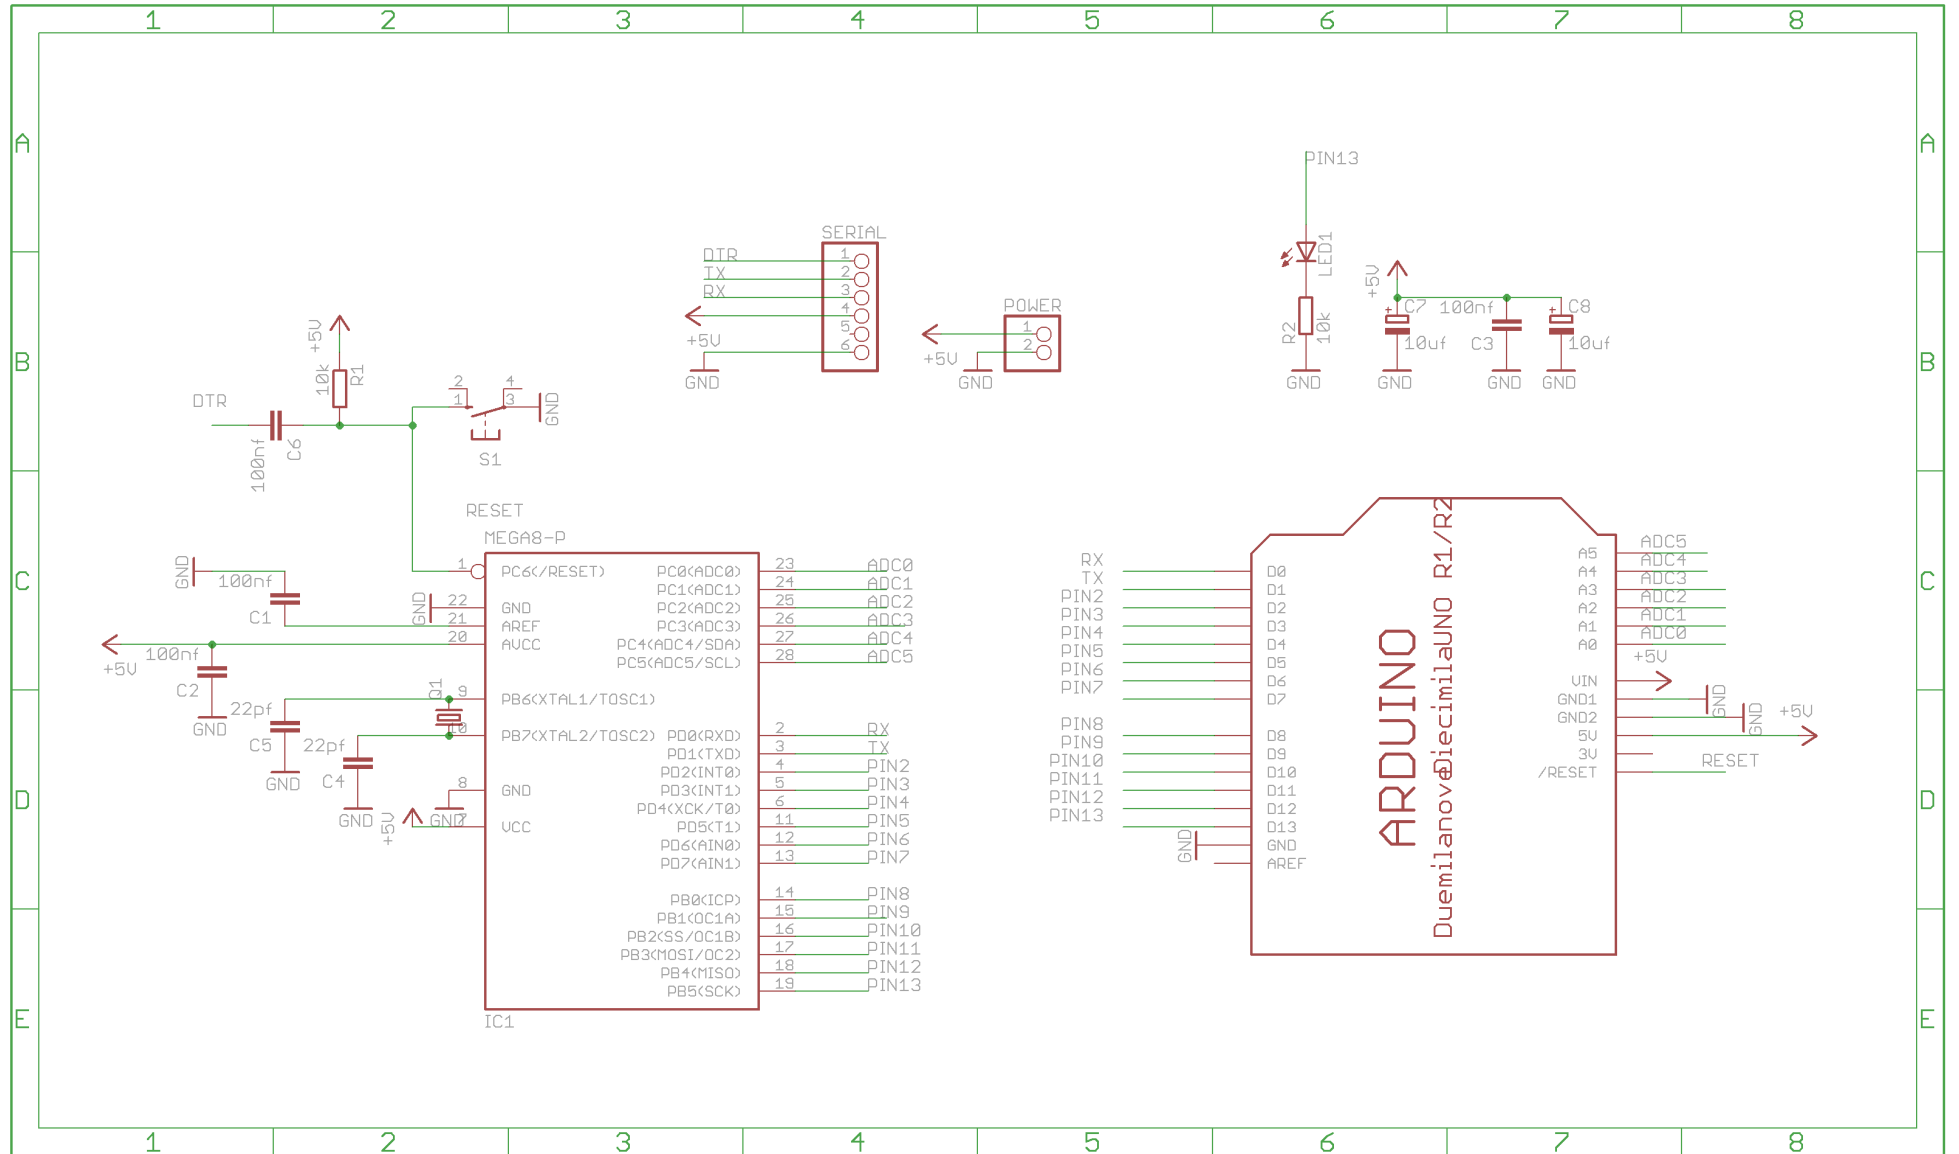 1 2 3 4 5 6 7 8
A
A
B
B
C
C
D
D
E
E
PIN13
LED1
R2
10k
GND
SERIAL
DTR
TX
RX
+5V
GND
1
2
3
4
5
6
POWER
1
2
+5V
GND
+5V
C7
10uf
GND
100nf
C3
GND
C8
10uf
GND
+5V
10k
R1
DTR
100nf
C6
2
1
4
3
GND
S1
RESET
MEGA8-P
GND
100nf
C1
+5V
100nf
C2
GND
22pf
C5
GND
22pf
C4
GND
Q1
+5V
GND
GND
1 PC6(/RESET)
22 GND
21 AREF
20 AVCC
9 PB6(XTAL1/TOSC1)
10 PB7(XTAL2/TOSC2)
8 GND
7 VCC
PC0(ADC0) 23 ADC0
PC1(ADC1) 24 ADC1
PC2(ADC2) 25 ADC2
PC3(ADC3) 26 ADC3
PC4(ADC4/SDA) 27 ADC4
PC5(ADC5/SCL) 28 ADC5
PD0(RXD) 2 RX
PD1(TXD) 3 TX
PD2(INT0) 4 PIN2
PD3(INT1) 5 PIN3
PD4(XCK/T0) 6 PIN4
PD5(T1) 11 PIN5
PD6(AIN0) 12 PIN6
PD7(AIN1) 13 PIN7
PB0(ICP) 14 PIN8
PB1(OC1A) 15 PIN9
PB2(SS/OC1B) 16 PIN10
PB3(MOSI/OC2) 17 PIN11
PB4(MISO) 18 PIN12
PB5(SCK) 19 PIN13
IC1
RX D0
TX D1
PIN2 D2
PIN3 D3
PIN4 D4
PIN5 D5
PIN6 D6
PIN7 D7
PIN8 D8
PIN9 D9
PIN10 D10
PIN11 D11
PIN12 D12
PIN13 D13
GND GND
AREF
ARDUINO
DuemilanoveDiecimilaUNO R1/R2
A5 ADC5
A4 ADC4
A3 ADC3
A2 ADC2
A1 ADC1
A0 ADC0
VIN +5V
GND1 GND
GND2 GND
5V +5V
3V
/RESET RESET
1 2 3 4 5 6 7 8